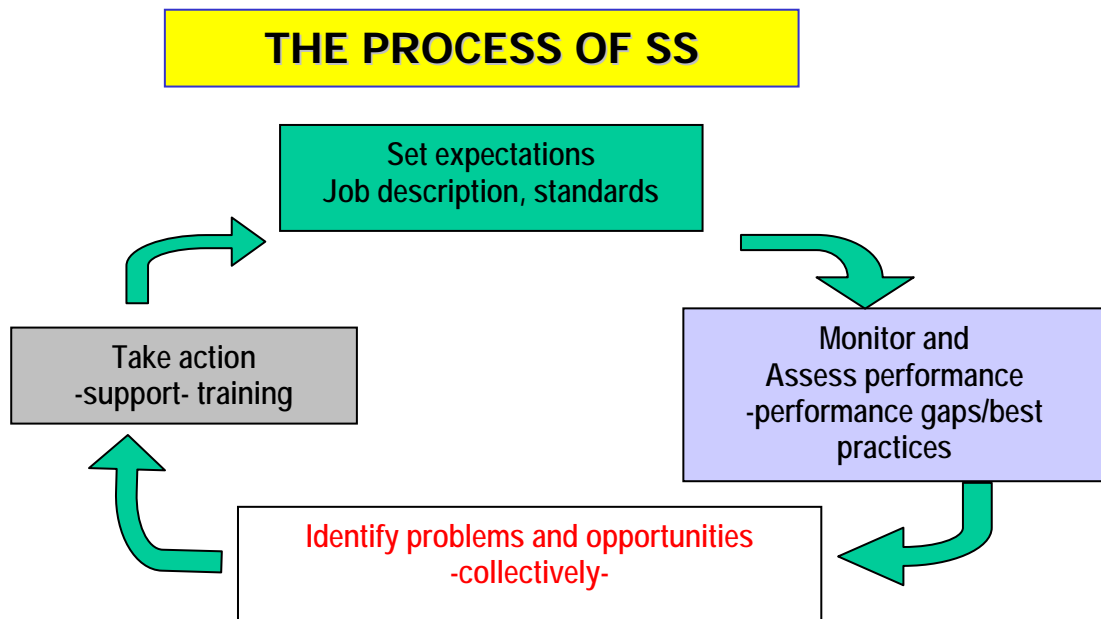 THE PROCESS OF SS
Set expectations
Job description, standards
Monitor and
Assess performance
-performance gaps/best
practices
Identify problems and opportunities
-collectively-
Take action
-support- training